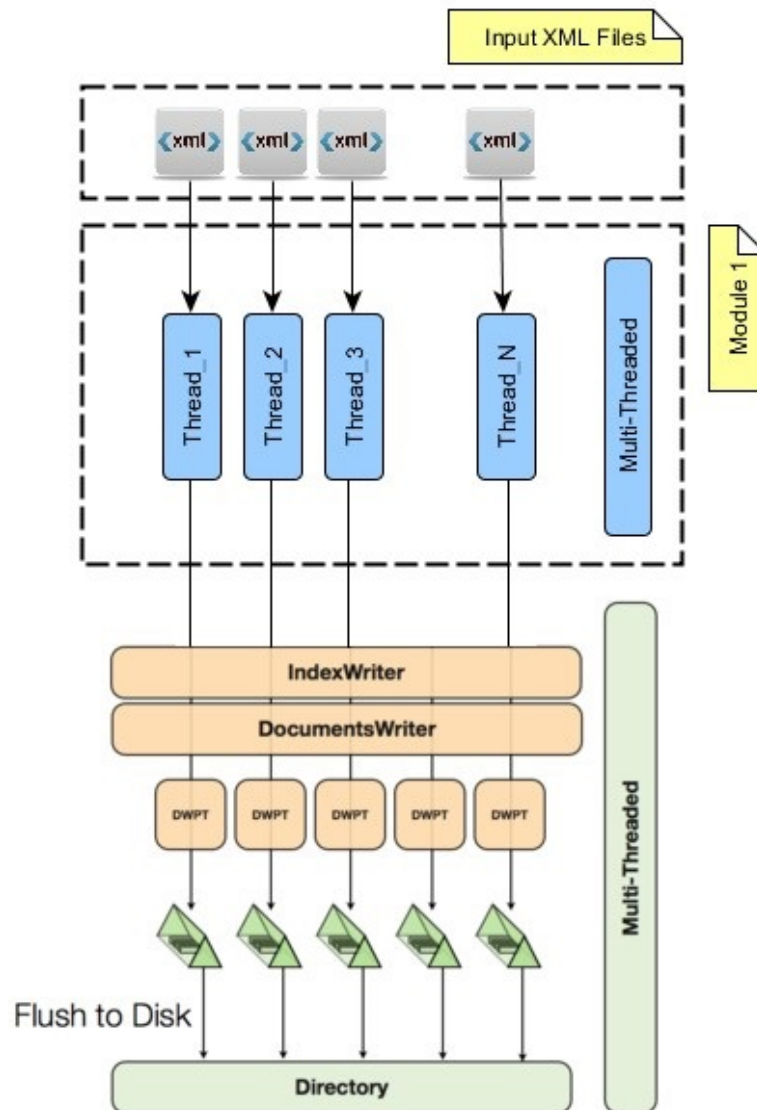 Input XML Files
<xml>
<xml>
<xml>
<xml>
Module 1
Thread_1
Thread_2
Thread_3
Thread_N
Multi-Threaded
IndexWriter
DocumentsWriter
DWPT
DWPT
DWPT
DWPT
DWPT
Multi-Threaded
Flush to Disk
Directory